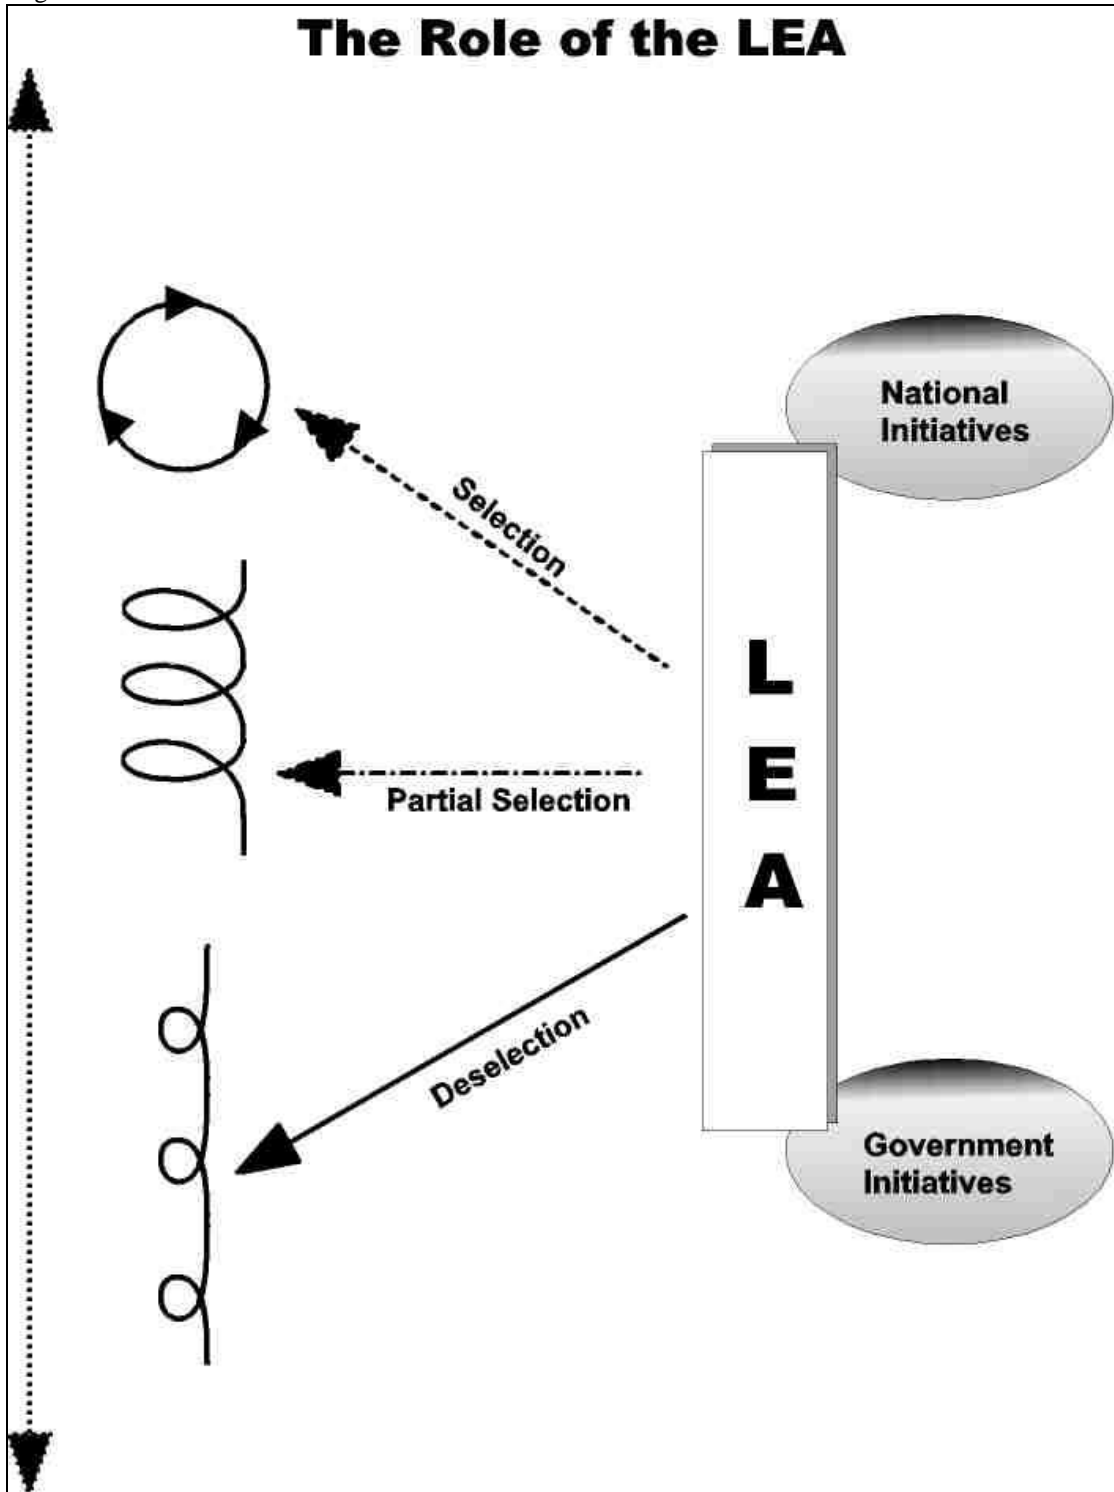 The Role of the LEA
National
Initiatives
Selection
L
E
A
Partial Selection
Deselection
Government
Initiatives